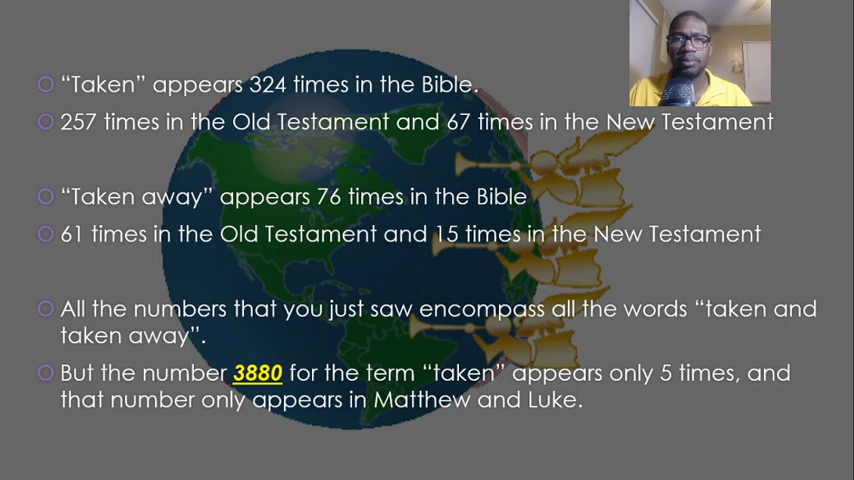 “Taken” appears 324 times in the Bible.
257 times in the Old Testament and 67 times in the New Testament
“Taken away” appears 76 times in the Bible
61 times in the Old Testament and 15 times in the New Testament
All the numbers that you just saw encompass all the words “taken and
taken away”.
But the number 3880 for the term “taken” appears only 5 times, and
that number only appears in Matthew and Luke.